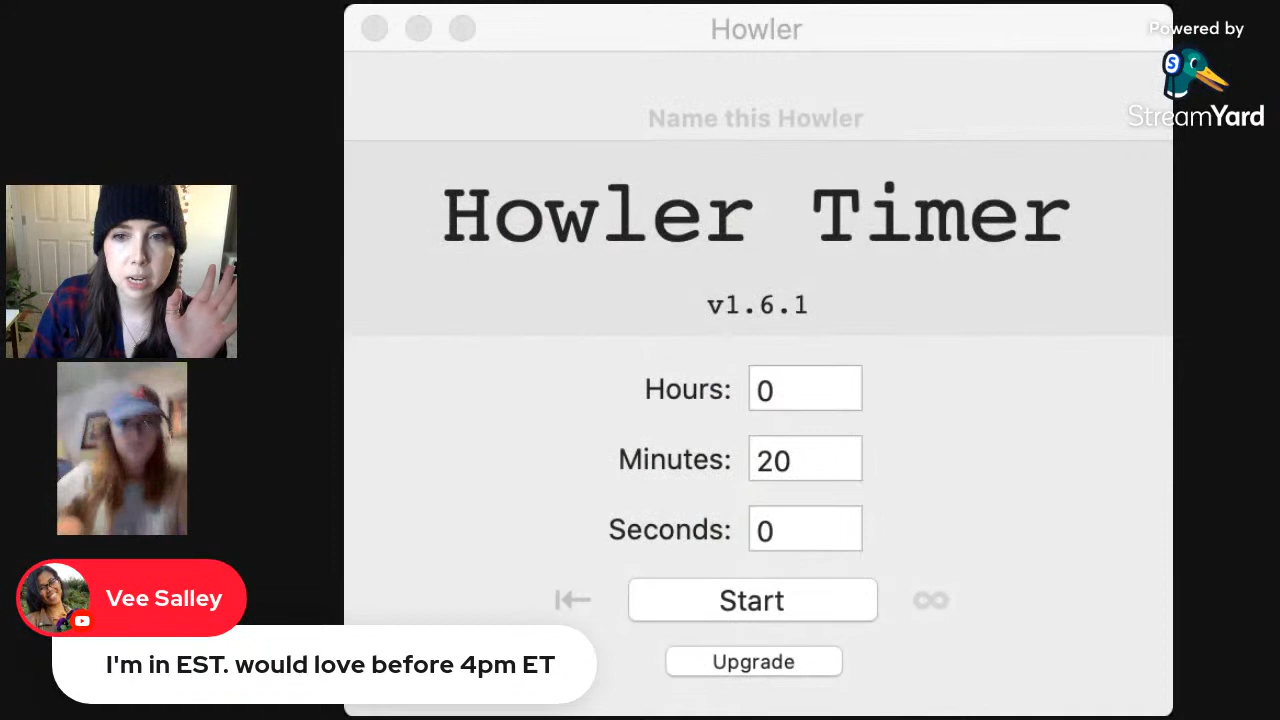 Howler
Powered by
StreamYard
Name this Howler
Howler Timer
v1.6.1
Hours: 0
Minutes: 20
Seconds: 0
Start
Upgrade
Vee Salley
I'm in EST. would love before 4pm ET